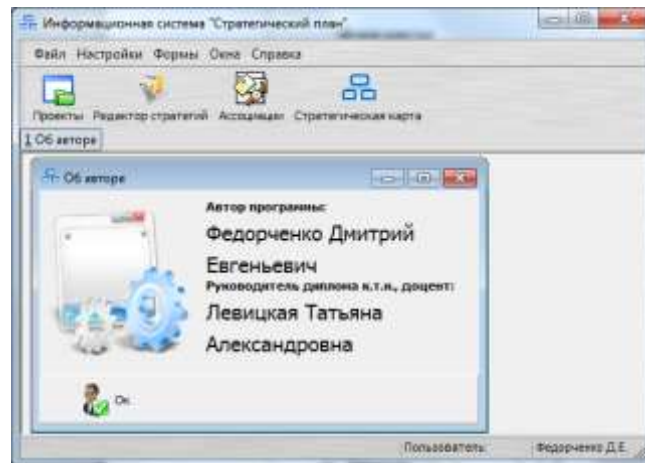 Информационная система "Стратегический план"
Файл Настройки Формы Окна Справка
Проекты Редактор стратегий Ассоциации Стратегическая карта
1 Об авторе
Об авторе
Автор программы:
Федорченко Дмитрий
Евгеньевич
Руководитель диплома к.т.н., доцент:
Левицкая Татьяна
Александровна
Ок
Пользователь: Федорченко Д.Е.